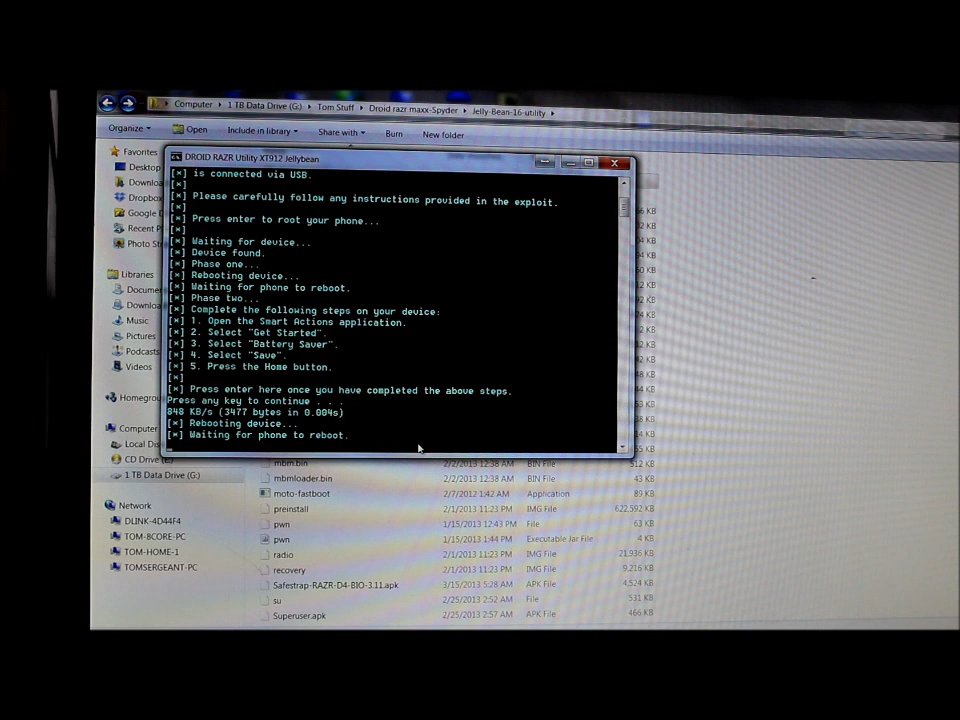 Computer ▸ 1 TB Data Drive (G:) ▸ Tom Stuff ▸ Droid razr maxx-Spyder ▸ Jelly-Bean-16-utility ▸
Organize Open Include in library Share with Burn New folder
DROID RAZR Utility XT912 Jellybean
[*] is connected via USB.
[*]
[*] Please carefully follow any instructions provided in the exploit.
[*]
[*] Press enter to root your phone...
[*]
[*] Waiting for device...
[*] Device found.
[*] Phase one...
[*] Rebooting device...
[*] Waiting for phone to reboot.
[*] Phase two...
[*] Complete the following steps on your device:
[*] 1. Open the Smart Actions application.
[*] 2. Select "Get Started".
[*] 3. Select "Battery Saver".
[*] 4. Select "Save".
[*] 5. Press the Home button.
[*]
[*] Press enter here once you have completed the above steps.
Press any key to continue . . .
848 KB/s (3477 bytes in 0.004s)
[*] Rebooting device...
[*] Waiting for phone to reboot.
Favorites
Desktop
Downloa
Dropbox
Google D
Recent P
Photo St
Libraries
Docume
Downloa
Music
Pictures
Podcasts
Videos
Homegrou
Computer
Local Dis
CD Drive (
1 TB Data Drive (G:)
Network
DLINK-4D44F4
TOM-8CORE-PC
TOM-HOME-1
TOMSERGEANT-PC
mbm.bin 2/2/2013 12:38 AM BIN File 512 KB
mbmloader.bin 2/2/2013 12:38 AM BIN File 43 KB
moto-fastboot 2/7/2012 1:42 AM Application 89 KB
preinstall 2/1/2013 11:23 PM IMG File 622,592 KB
pwn 1/15/2013 12:43 PM File 63 KB
pwn 1/15/2013 1:44 PM Executable Jar File 4 KB
radio 2/1/2013 11:23 PM IMG File 21,936 KB
recovery 2/1/2013 11:23 PM IMG File 9,216 KB
Safestrap-RAZR-D4-BIO-3.11.apk 3/15/2013 5:28 AM APK File 4,524 KB
su 2/25/2013 2:52 AM File 531 KB
Superuser.apk 2/25/2013 2:57 AM APK File 466 KB